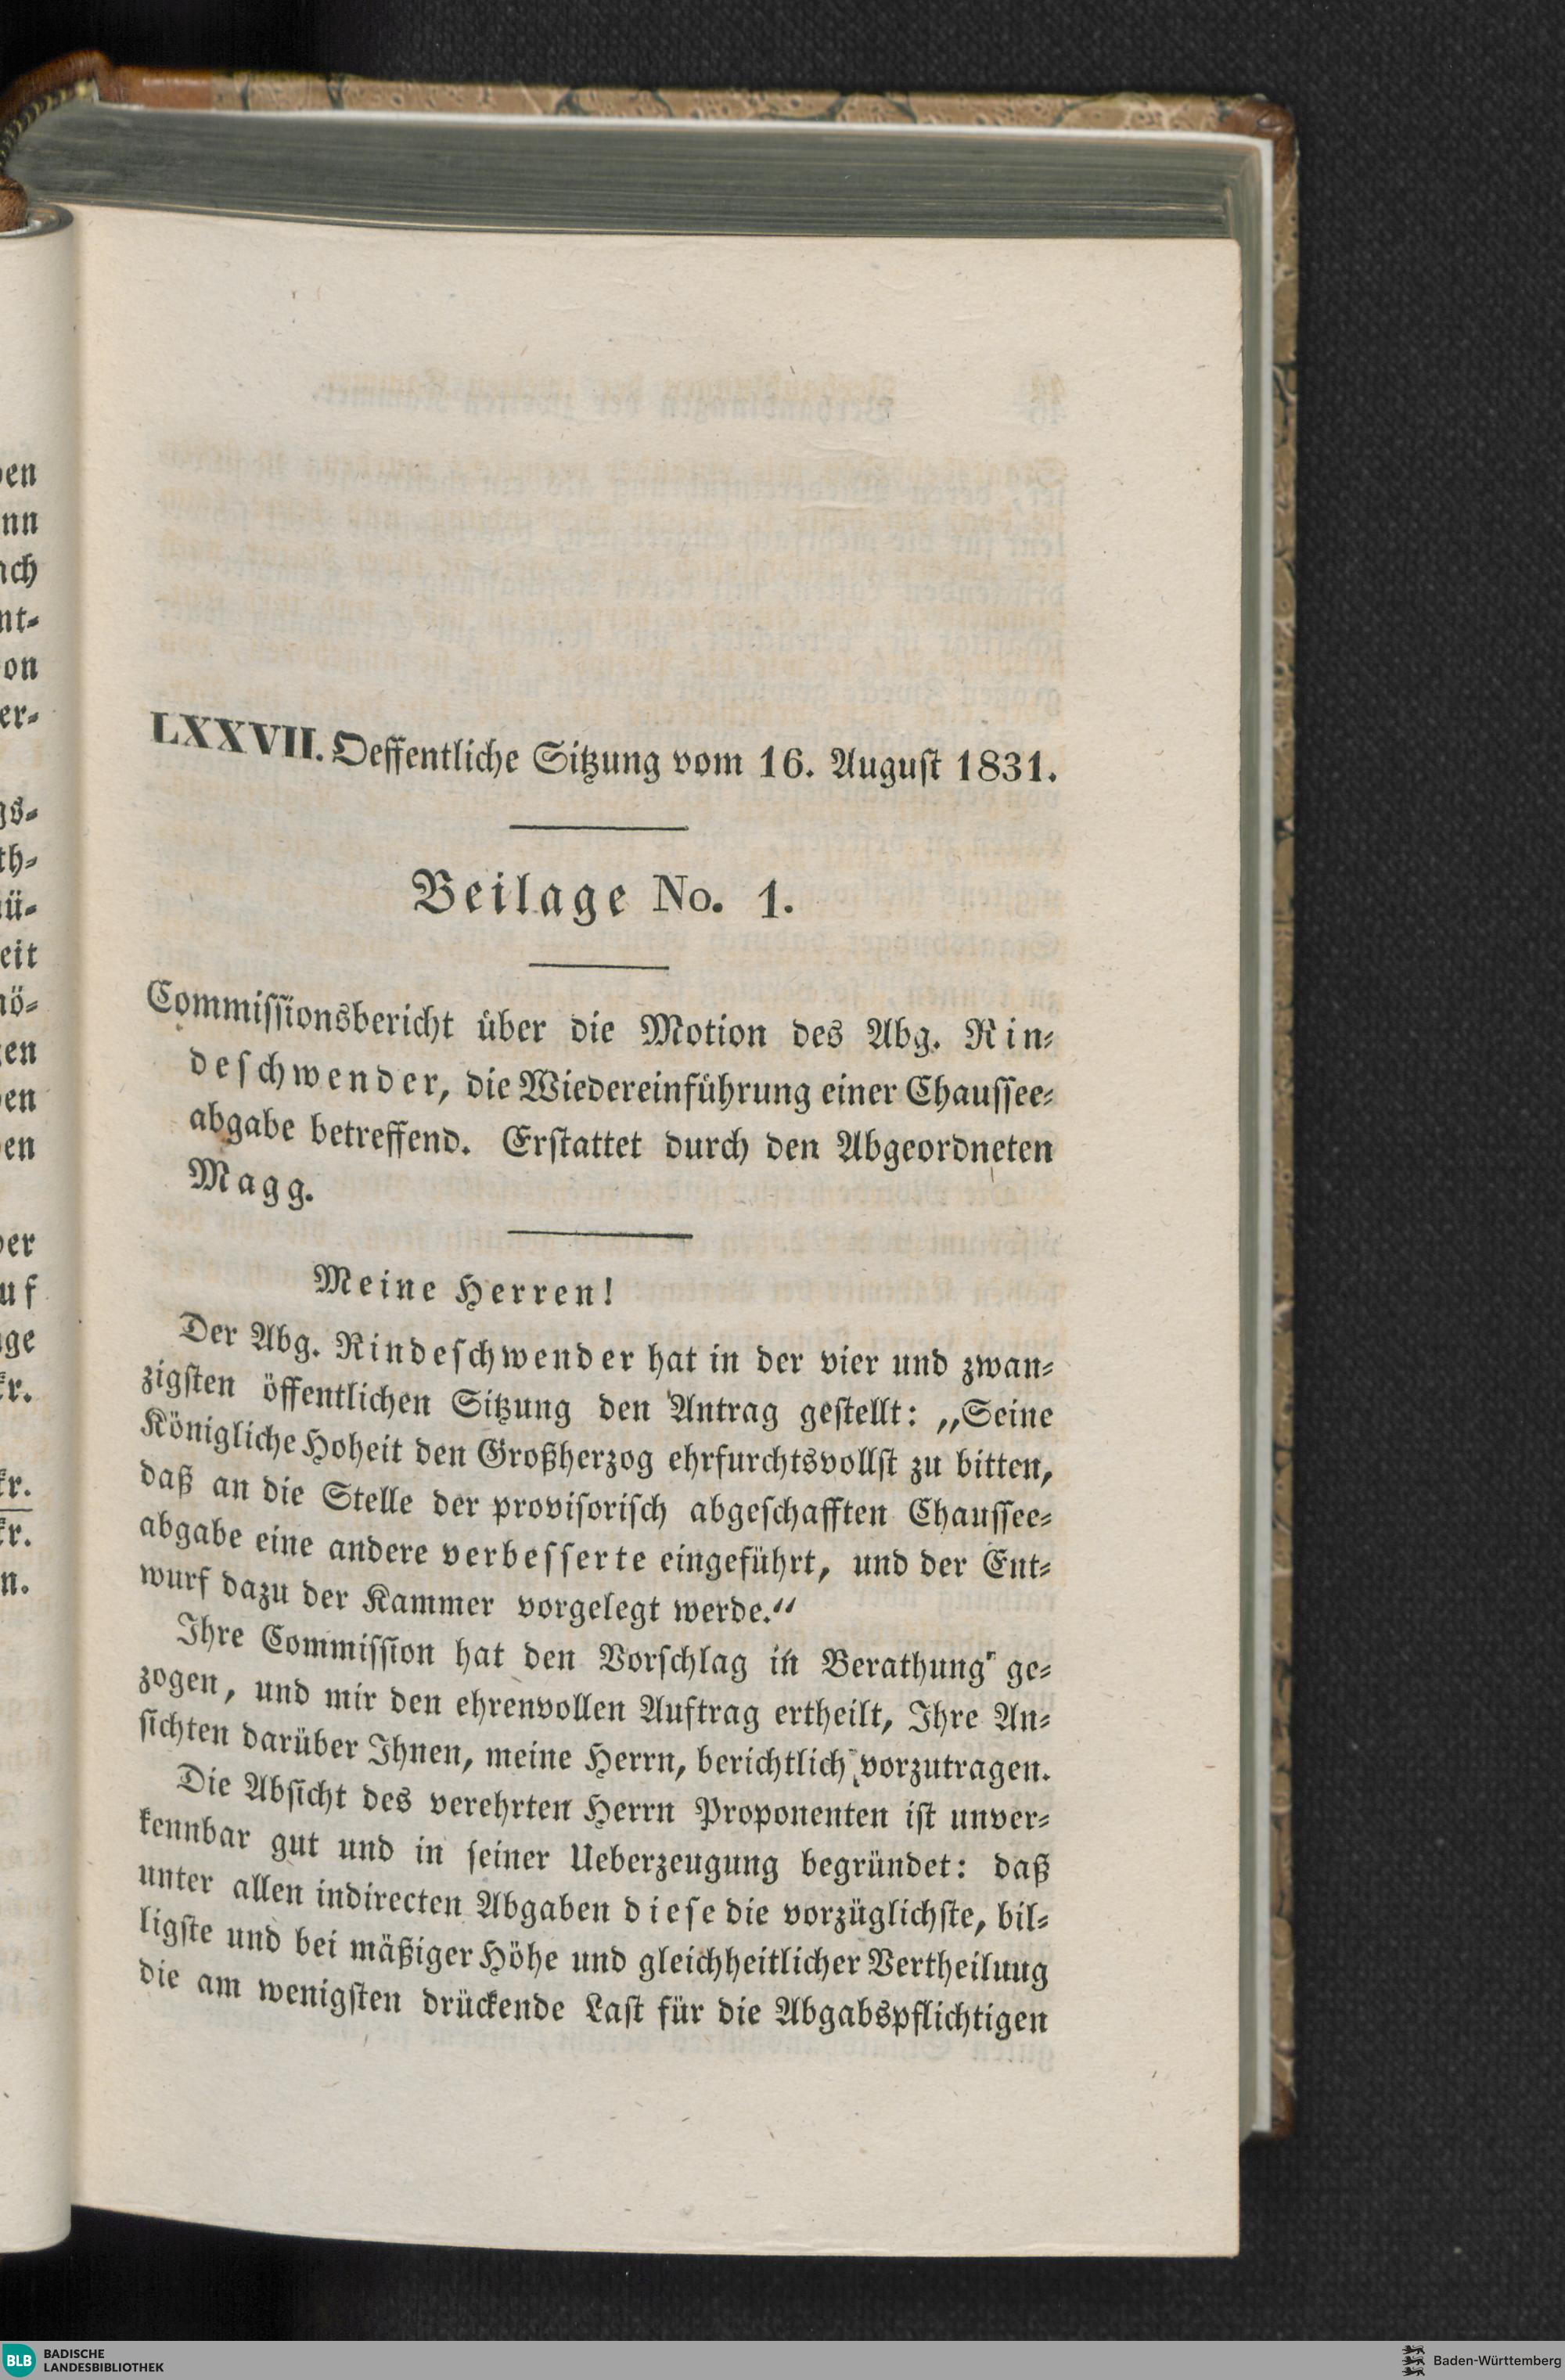 LXXVII. Oeffentliche Sitzung vom 16. August 1831.
Beilage No. 1.
Commissionsbericht über die Motion des Abg. Rin-
deschwender, die Wiedereinführung einer Chaussee-
abgabe betreffend. Erstattet durch den Abgeordneten
Magg.
Meine Herren!
Der Abg. Rindeschwender hat in der vier und zwan-
zigsten öffentlichen Sitzung den Antrag gestellt: „Seine
Königliche Hoheit den Großherzog ehrfurchtsvollst zu bitten,
daß an die Stelle der provisorisch abgeschafften Chaussee-
abgabe eine andere verbesserte eingeführt, und der Ent-
wurf dazu der Kammer vorgelegt werde.“
Ihre Commission hat den Vorschlag in Berathung ge-
zogen, und mir den ehrenvollen Auftrag ertheilt, Ihre An-
sichten darüber Ihnen, meine Herrn, berichtlich vorzutragen.
Die Absicht des verehrten Herrn Proponenten ist unver-
kennbar gut und in seiner Ueberzeugung begründet: daß
unter allen indirecten Abgaben diese die vorzüglichste, bil-
ligste und bei mäßiger Höhe und gleichheitlicher Vertheilung
die am wenigsten drückende Last für die Abgabspflichtigen
BLB BADISCHE
LANDESBIBLIOTHEK
Baden-Württemberg